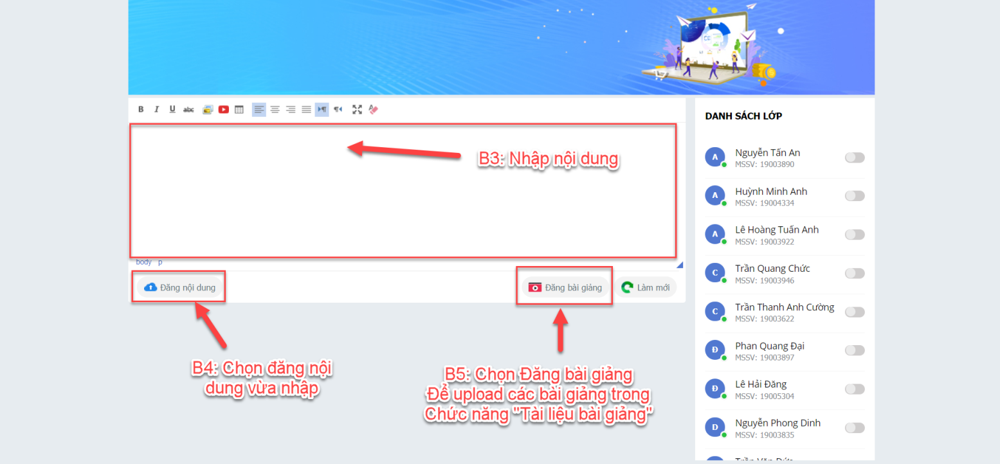 B I U abc
B3: Nhập nội dung
body p
Đăng nội dung
Đăng bài giảng
Làm mới
B4: Chọn đăng nội
dung vừa nhập
B5: Chọn Đăng bài giảng
Để upload các bài giảng trong
Chức năng "Tài liệu bài giảng"
DANH SÁCH LỚP
A
Nguyễn Tấn An
MSSV: 19003890
A
Huỳnh Minh Anh
MSSV: 19004334
A
Lê Hoàng Tuấn Anh
MSSV: 19003922
C
Trần Quang Chức
MSSV: 19003946
C
Trần Thanh Anh Cường
MSSV: 19003622
Đ
Phan Quang Đại
MSSV: 19003897
Đ
Lê Hải Đăng
MSSV: 19005304
D
Nguyễn Phong Dinh
MSSV: 19003835